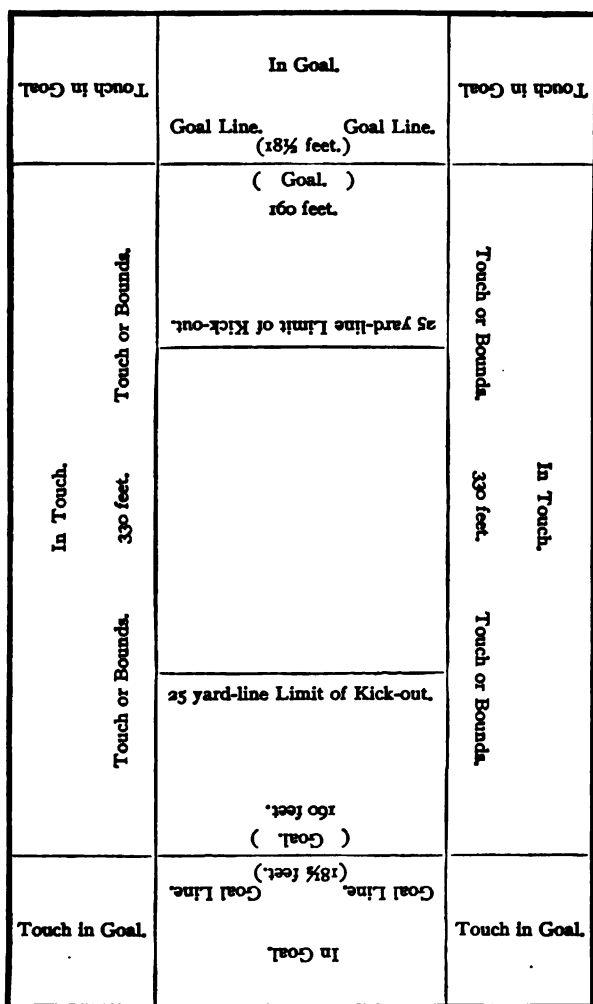 Touch in Goal.
In Goal.
Touch in Goal.
Goal Line. Goal Line.
(18½ feet.)
( Goal. )
160 feet.
Touch or Bounds.
Touch or Bounds.
25 yard-line Limit of Kick-out.
In Touch.
330 feet.
330 feet.
In Touch.
Touch or Bounds.
Touch or Bounds.
25 yard-line Limit of Kick-out.
160 feet.
( Goal. )
(18½ feet.)
Goal Line. Goal Line.
Touch in Goal.
In Goal.
Touch in Goal.